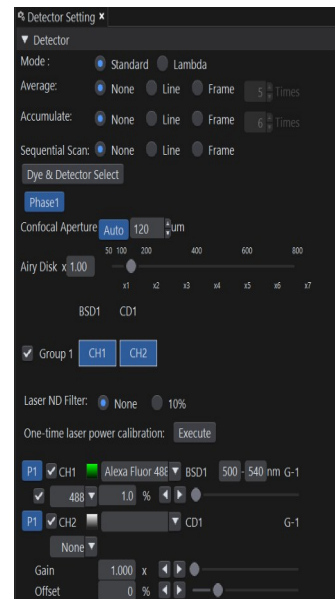 Detector Setting ×
▼ Detector
Mode : Standard Lambda
Average: None Line Frame 5 Times
Accumulate: None Line Frame 6 Times
Sequential Scan: None Line Frame
Dye & Detector Select
Phase1
Confocal Aperture Auto 120 um
50 100 200 400 600 800
Airy Disk x 1.00
x1 x2 x3 x4 x5 x6 x7
BSD1 CD1
Group 1 CH1 CH2
Laser ND Filter: None 10%
One-time laser power calibration: Execute
P1 CH1 Alexa Fluor 488 BSD1 500 - 540 nm G-1
488 1.0 %
P1 CH2 CD1 G-1
None
Gain 1.000 x
Offset 0 %